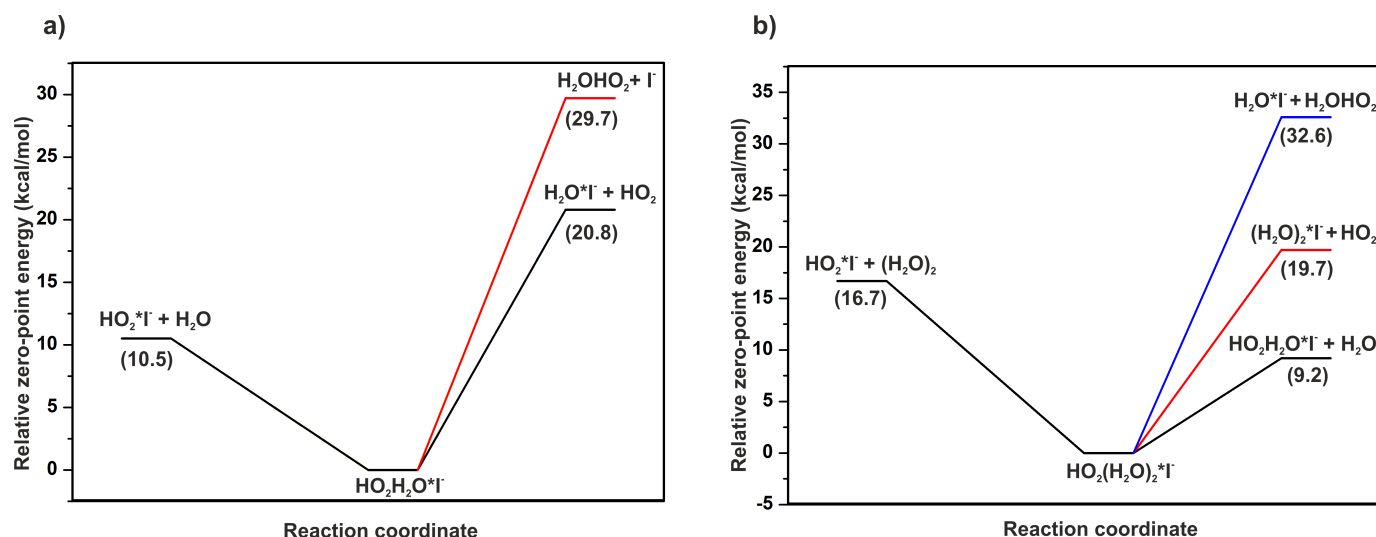 a)
Relative zero-point energy (kcal/mol)
30
25
20
15
10
5
0
H₂OHO₂+ I⁻
(29.7)
H₂O*I⁻ + HO₂
(20.8)
HO₂*I⁻ + H₂O
(10.5)
HO₂H₂O*I⁻
Reaction coordinate
b)
Relative zero-point energy (kcal/mol)
35
30
25
20
15
10
5
0
-5
H₂O*I⁻ + H₂OHO₂
(32.6)
(H₂O)₂*I⁻ + HO₂
(19.7)
HO₂*I⁻ + (H₂O)₂
(16.7)
HO₂H₂O*I⁻ + H₂O
(9.2)
HO₂(H₂O)₂*I⁻
Reaction coordinate